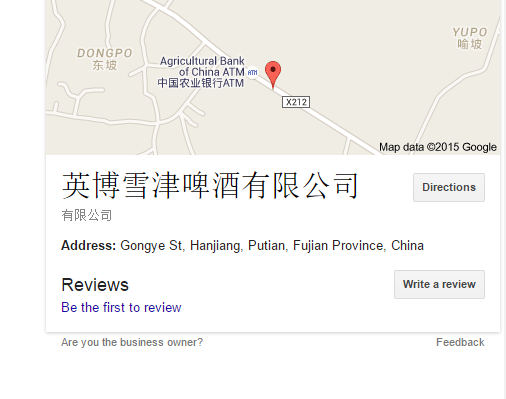 DONGPO
东坡
YUPO
喻坡
Agricultural Bank
of China ATM
ATM
中国农业银行ATM
X212
Map data ©2015 Google
英博雪津啤酒有限公司
有限公司
Directions
Address: Gongye St, Hanjiang, Putian, Fujian Province, China
Reviews
Write a review
Be the first to review
Are you the business owner?
Feedback